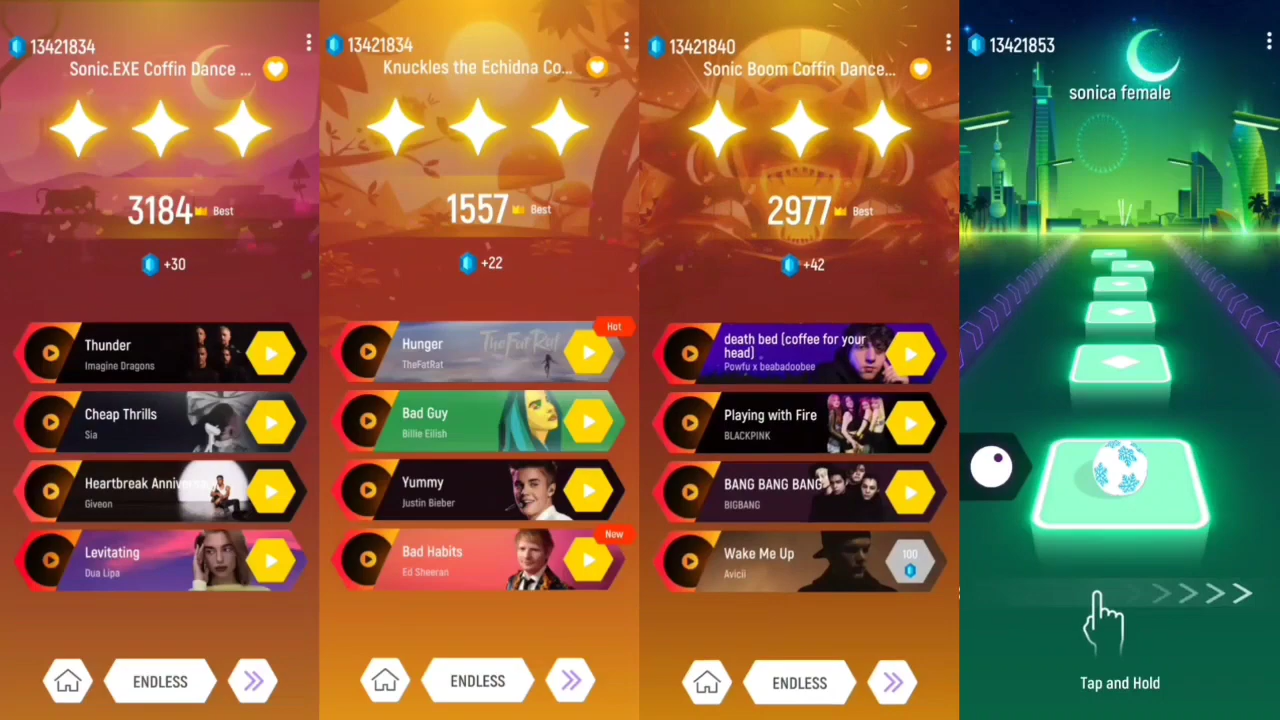 13421834
Sonic.EXE Coffin Dance ...
3184 Best
+30
Thunder
Imagine Dragons
Cheap Thrills
Sia
Heartbreak Anniversa
Giveon
Levitating
Dua Lipa
ENDLESS
13421834
Knuckles the Echidna Co...
1557 Best
+22
Hot
Hunger
TheFatRat
TheFatRat
Bad Guy
Billie Eilish
Yummy
Justin Bieber
New
Bad Habits
Ed Sheeran
ENDLESS
13421840
Sonic Boom Coffin Dance...
2977 Best
+42
death bed (coffee for your
head)
Powfu x beabadoobee
Playing with Fire
BLACKPINK
BANG BANG BANG
BIGBANG
Wake Me Up
Avicii
100
ENDLESS
13421853
sonica female
Tap and Hold